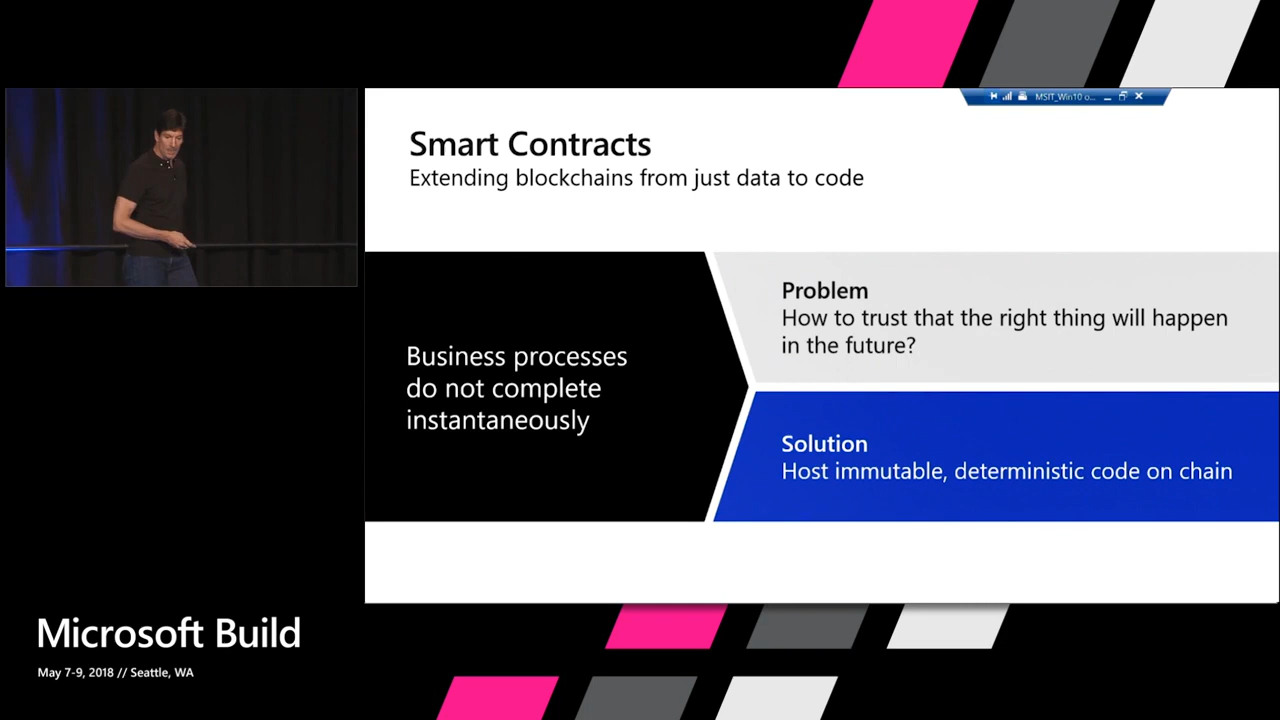 MSIT_Win10 o...
Smart Contracts
Extending blockchains from just data to code
Business processes
do not complete
instantaneously
Problem
How to trust that the right thing will happen
in the future?
Solution
Host immutable, deterministic code on chain
Microsoft Build
May 7-9, 2018 // Seattle, WA